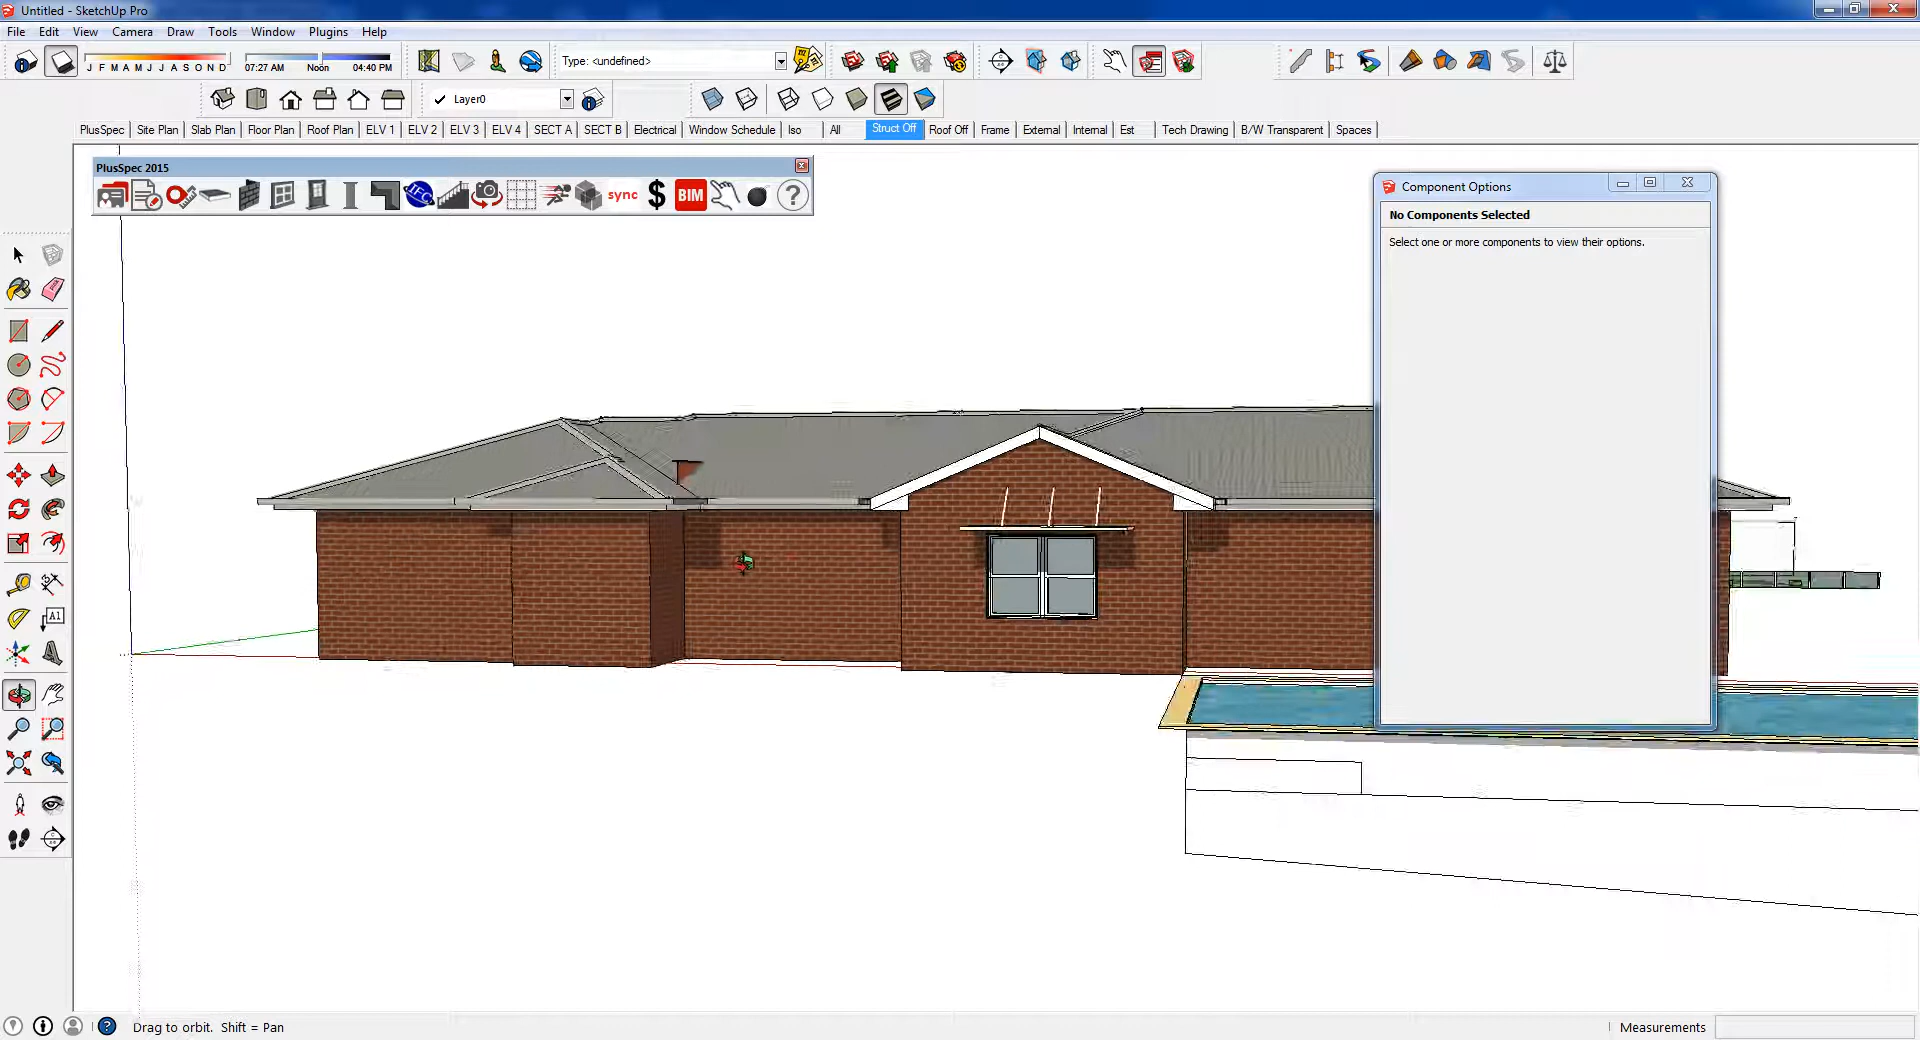 Untitled - SketchUp Pro
File Edit View Camera Draw Tools Window Plugins Help
J F M A M J J A S O N D 07:27 AM Noon 04:40 PM Type: <undefined>
Layer0
PlusSpec Site Plan Slab Plan Floor Plan Roof Plan ELV 1 ELV 2 ELV 3 ELV 4 SECT A SECT B Electrical Window Schedule Iso All Struct Off Roof Off Frame External Internal Est Tech Drawing B/W Transparent Spaces
PlusSpec 2015
IFC sync $ BIM ?
Component Options
No Components Selected
Select one or more components to view their options.
A1
Drag to orbit. Shift = Pan
Measurements